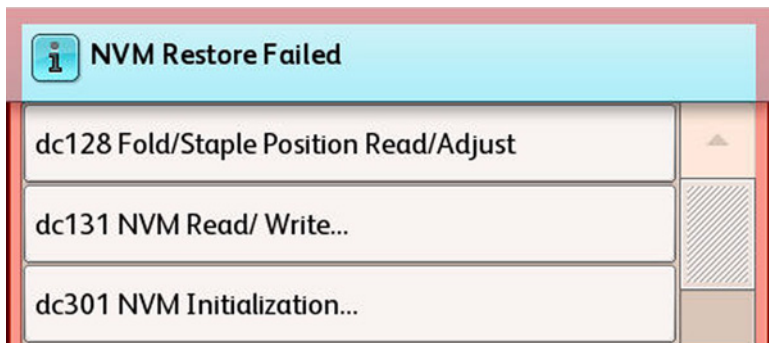 NVM Restore Failed
dc128 Fold/Staple Position Read/Adjust
dc131 NVM Read/ Write...
dc301 NVM Initialization...